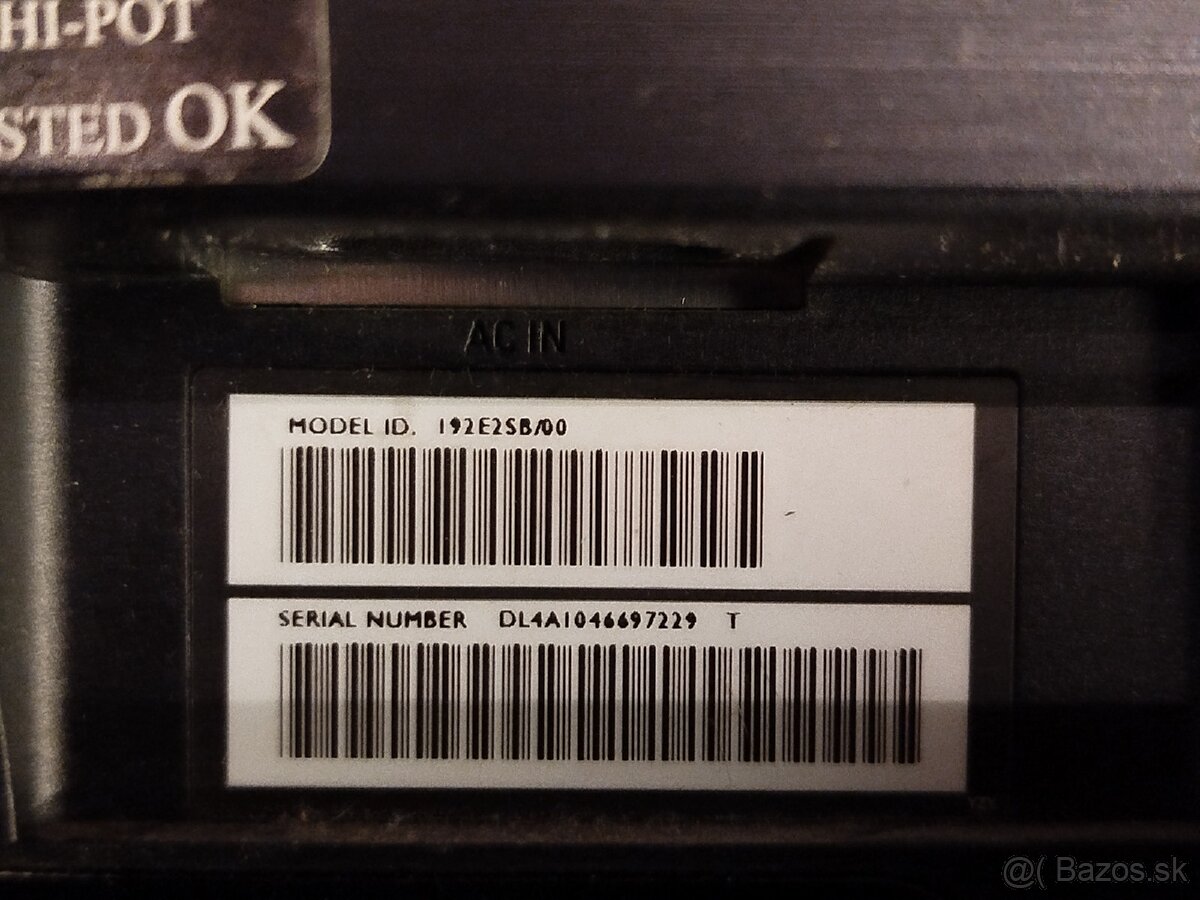 HI-POT
STED OK
AC IN
MODEL ID. 192E2SB/00
SERIAL NUMBER DL4A1046697229 T
@( Bazos.sk